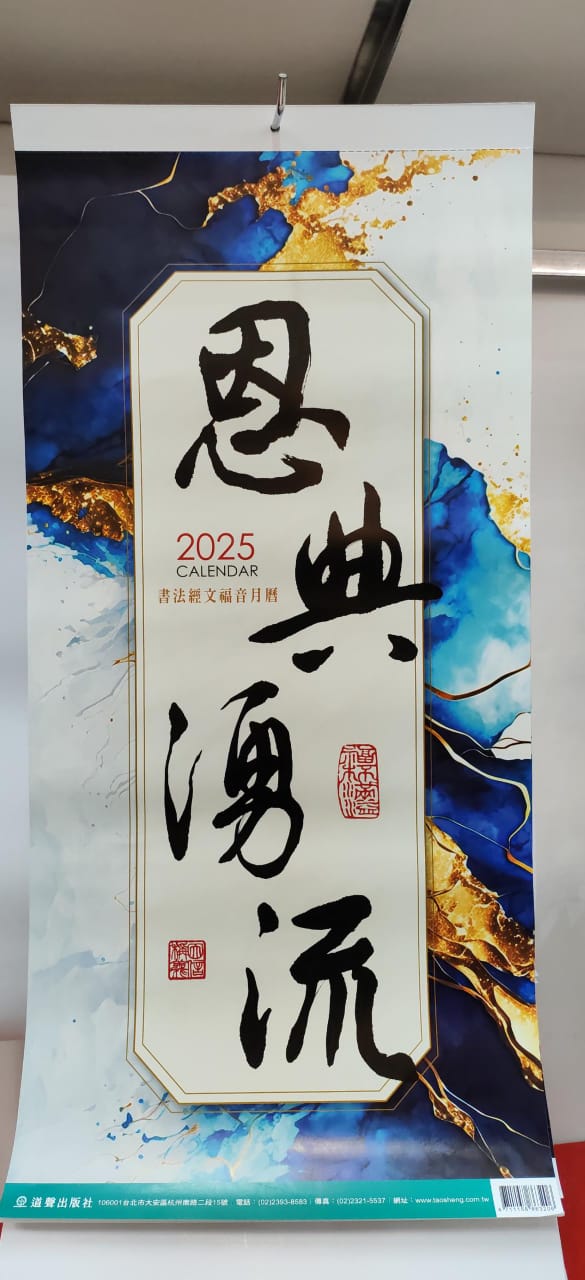 恩典湧流
2025
CALENDAR
書法經文福音月曆
道聲出版社 106001台北市大安區杭州南路二段15號 電話：(02)2393-8583 傳真：(02)2321-5537 網址：www.taosheng.com.tw